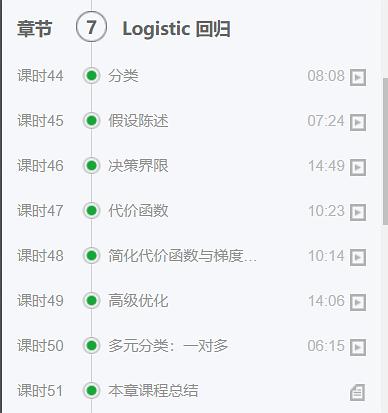 章节 7 Logistic 回归
课时44 分类 08:08
课时45 假设陈述 07:24
课时46 决策界限 14:49
课时47 代价函数 10:23
课时48 简化代价函数与梯度... 10:14
课时49 高级优化 14:06
课时50 多元分类：一对多 06:15
课时51 本章课程总结